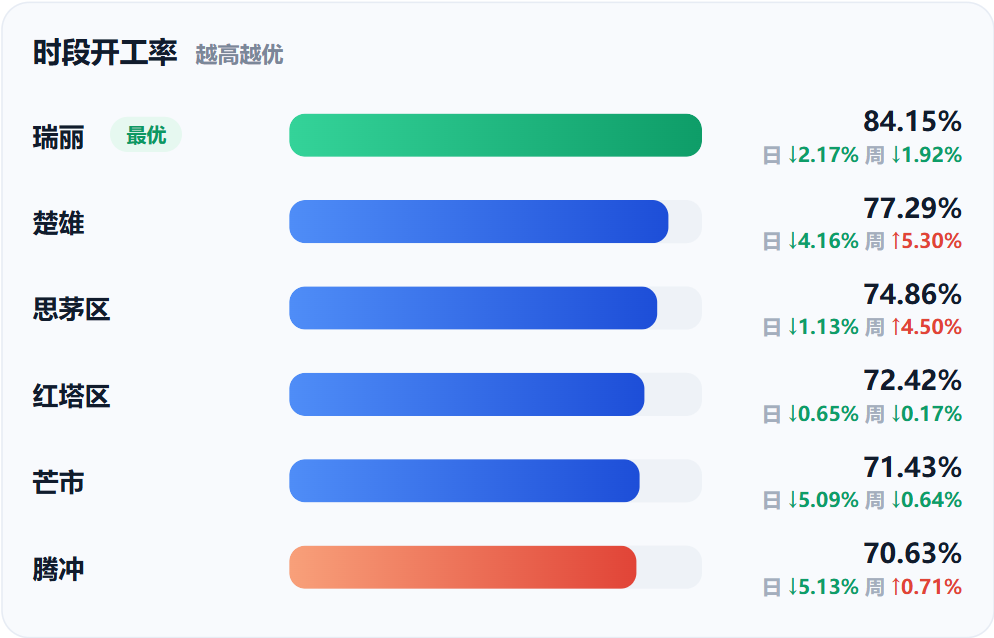 时段开工率 越高越优
瑞丽 最优 84.15%
日 ↓2.17% 周 ↓1.92%
楚雄 77.29%
日 ↓4.16% 周 ↑5.30%
思茅区 74.86%
日 ↓1.13% 周 ↑4.50%
红塔区 72.42%
日 ↓0.65% 周 ↓0.17%
芒市 71.43%
日 ↓5.09% 周 ↓0.64%
腾冲 70.63%
日 ↓5.13% 周 ↑0.71%